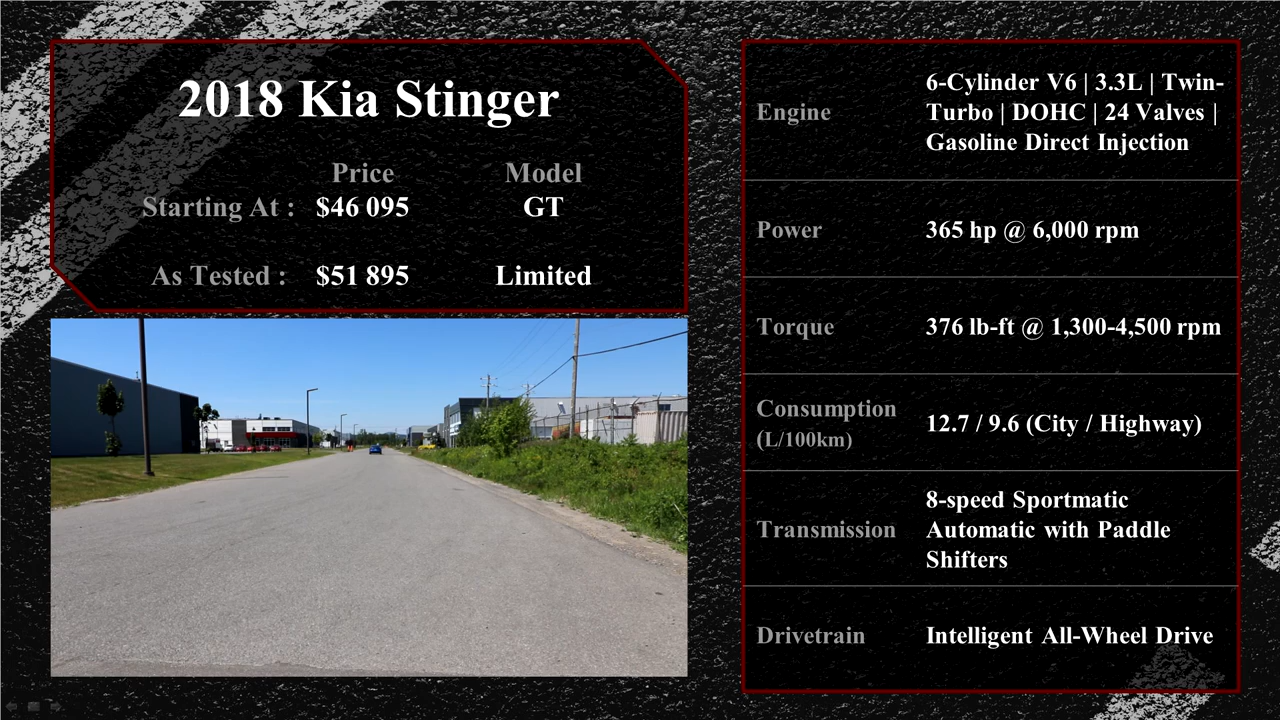 2018 Kia Stinger
Price Model
Starting At : $46 095 GT
As Tested : $51 895 Limited
Engine
6-Cylinder V6 | 3.3L | Twin-
Turbo | DOHC | 24 Valves |
Gasoline Direct Injection
Power 365 hp @ 6,000 rpm
Torque 376 lb-ft @ 1,300-4,500 rpm
Consumption
(L/100km)
12.7 / 9.6 (City / Highway)
Transmission
8-speed Sportmatic
Automatic with Paddle
Shifters
Drivetrain Intelligent All-Wheel Drive